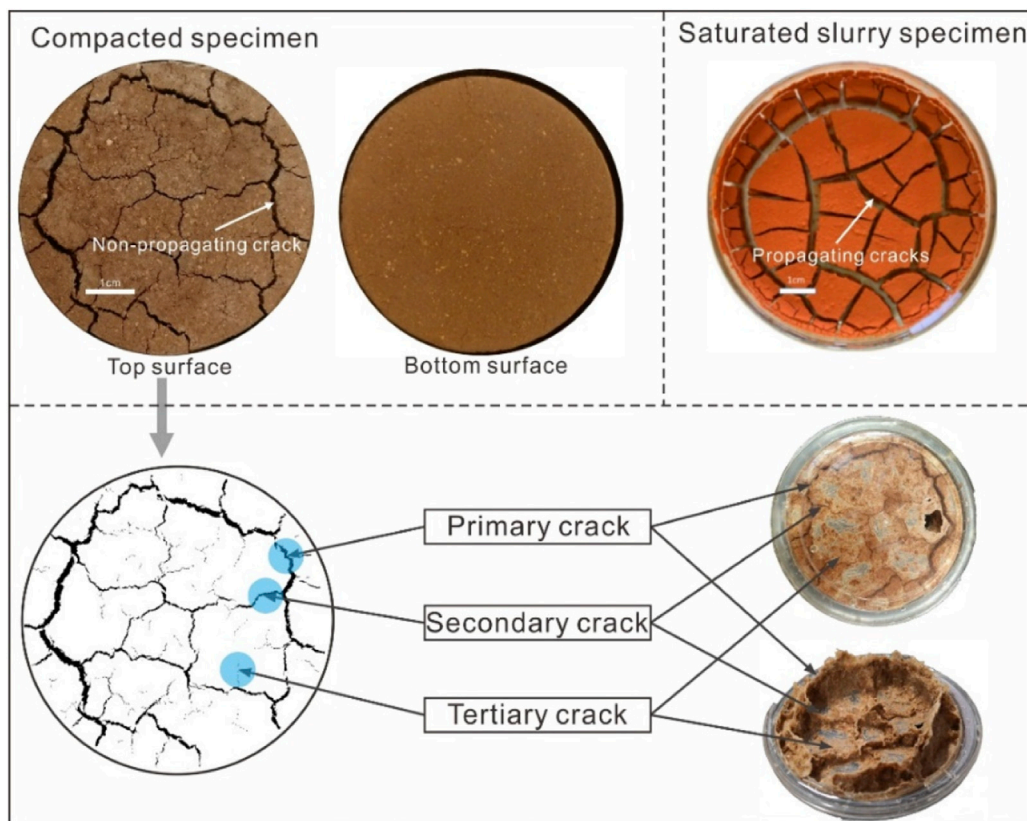 Compacted specimen
Saturated slurry specimen
Non-propagating crack
1cm
Propagating cracks
1cm
Top surface
Bottom surface
Primary crack
Secondary crack
Tertiary crack